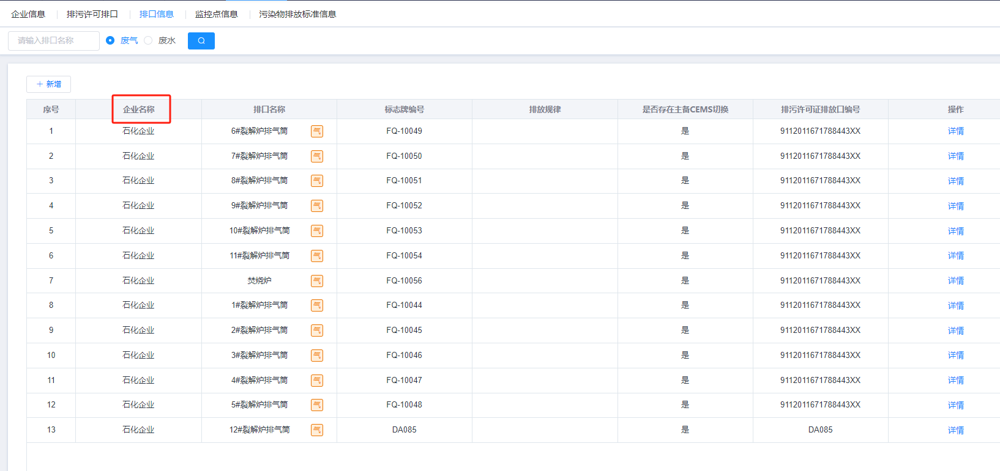 企业信息 排污许可排口 排口信息 监控点信息 污染物排放标准信息
请输入排口名称 废气 废水
+ 新增
序号 企业名称 排口名称 标志牌编号 排放规律 是否存在主备CEMS切换 排污许可证排放口编号 操作
1 石化企业 6#裂解炉排气筒 气 FQ-10049 是 9112011671788443XX 详情
2 石化企业 7#裂解炉排气筒 气 FQ-10050 是 9112011671788443XX 详情
3 石化企业 8#裂解炉排气筒 气 FQ-10051 是 9112011671788443XX 详情
4 石化企业 9#裂解炉排气筒 气 FQ-10052 是 9112011671788443XX 详情
5 石化企业 10#裂解炉排气筒 气 FQ-10053 是 9112011671788443XX 详情
6 石化企业 11#裂解炉排气筒 气 FQ-10054 是 9112011671788443XX 详情
7 石化企业 焚烧炉 气 FQ-10056 是 9112011671788443XX 详情
8 石化企业 1#裂解炉排气筒 气 FQ-10044 是 9112011671788443XX 详情
9 石化企业 2#裂解炉排气筒 气 FQ-10045 是 9112011671788443XX 详情
10 石化企业 3#裂解炉排气筒 气 FQ-10046 是 9112011671788443XX 详情
11 石化企业 4#裂解炉排气筒 气 FQ-10047 是 9112011671788443XX 详情
12 石化企业 5#裂解炉排气筒 气 FQ-10048 是 9112011671788443XX 详情
13 石化企业 12#裂解炉排气筒 气 DA085 是 DA085 详情